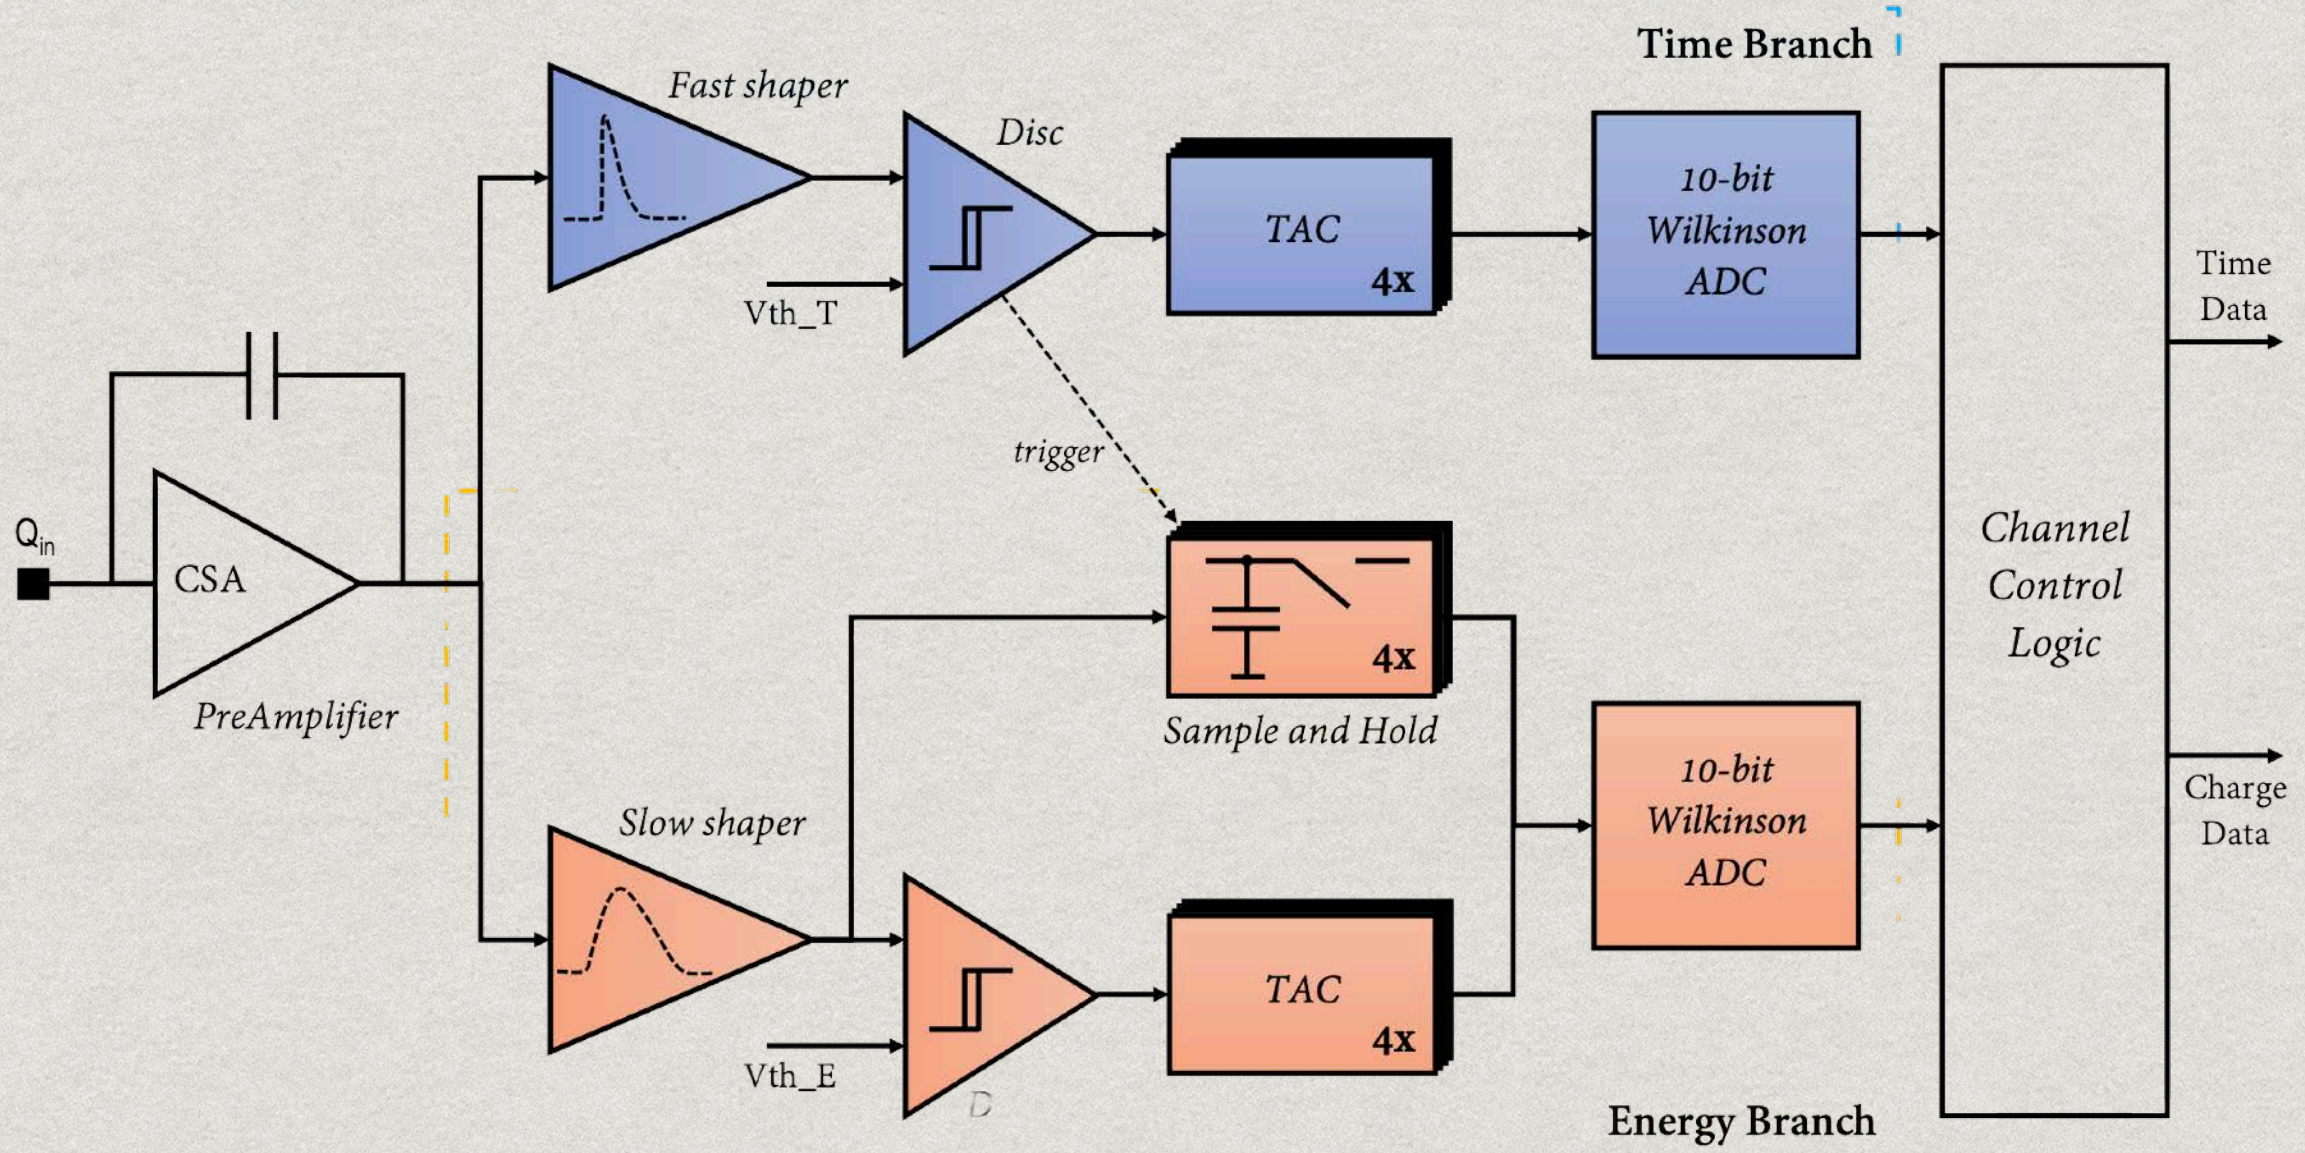 Time Branch
Fast shaper
Disc
10-bit
Wilkinson
ADC
TAC
4x
Vth_T
Time
Data
trigger
Q_in
CSA
PreAmplifier
4x
Sample and Hold
Channel
Control
Logic
Slow shaper
10-bit
Wilkinson
ADC
Charge
Data
TAC
4x
Vth_E
D
Energy Branch